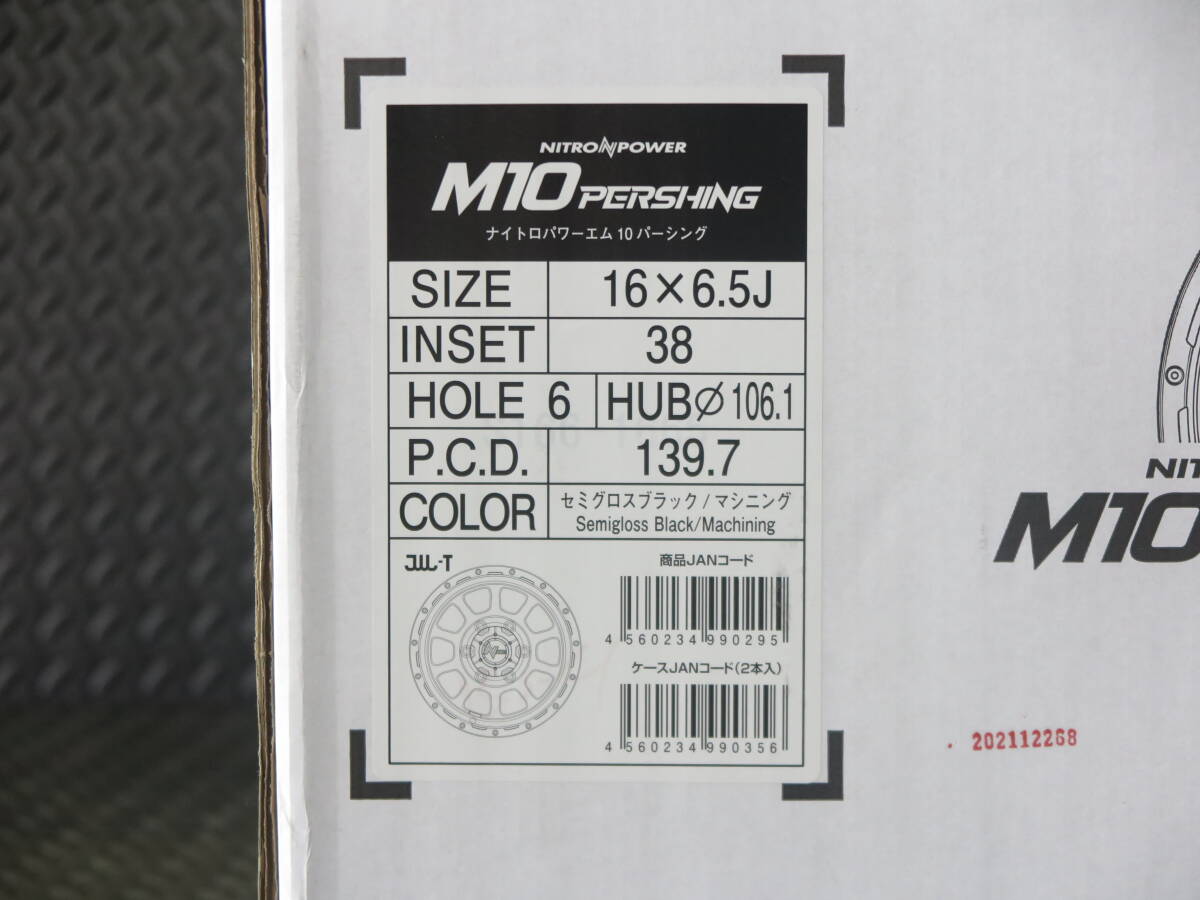 NITRO POWER
M10 PERSHING
ナイトロパワーエム10パーシング
SIZE 16×6.5J
INSET 38
HOLE 6 HUBφ106.1
P.C.D. 139.7
COLOR セミグロスブラック/マシニング
Semigloss Black/Machining
JWL-T
商品JANコード
4 560234 990295
ケースJANコード(2本入)
4 560234 990356
NIT
M10
. 202112268